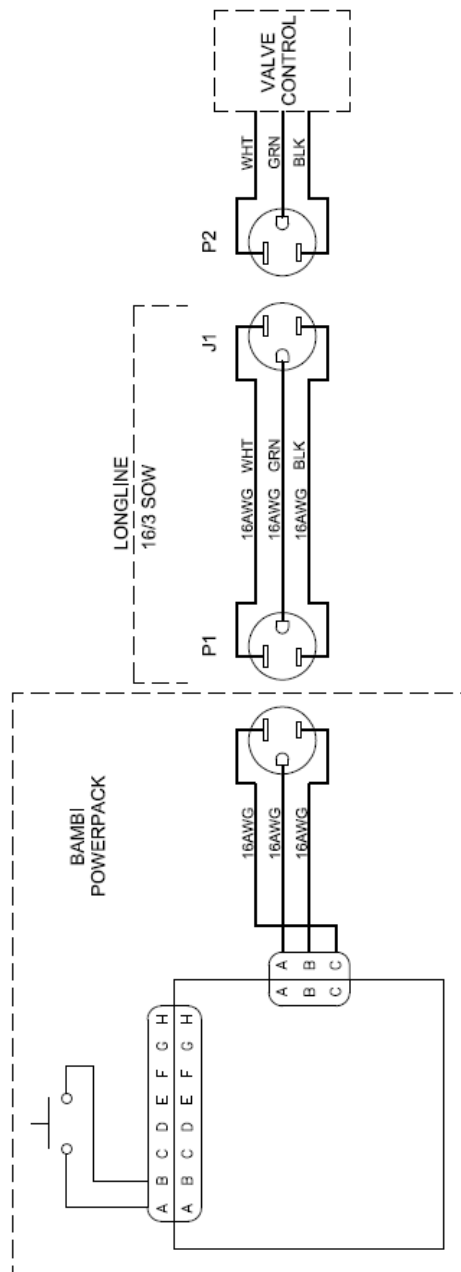 BAMBI
POWERPACK
LONGLINE
16/3 SOW
A B C D E F G H
A B C D E F G H
P1
J1
P2
16AWG
16AWG
16AWG
16AWG WHT
16AWG GRN
16AWG BLK
WHT
GRN
BLK
VALVE
CONTROL
A A
B B
C C